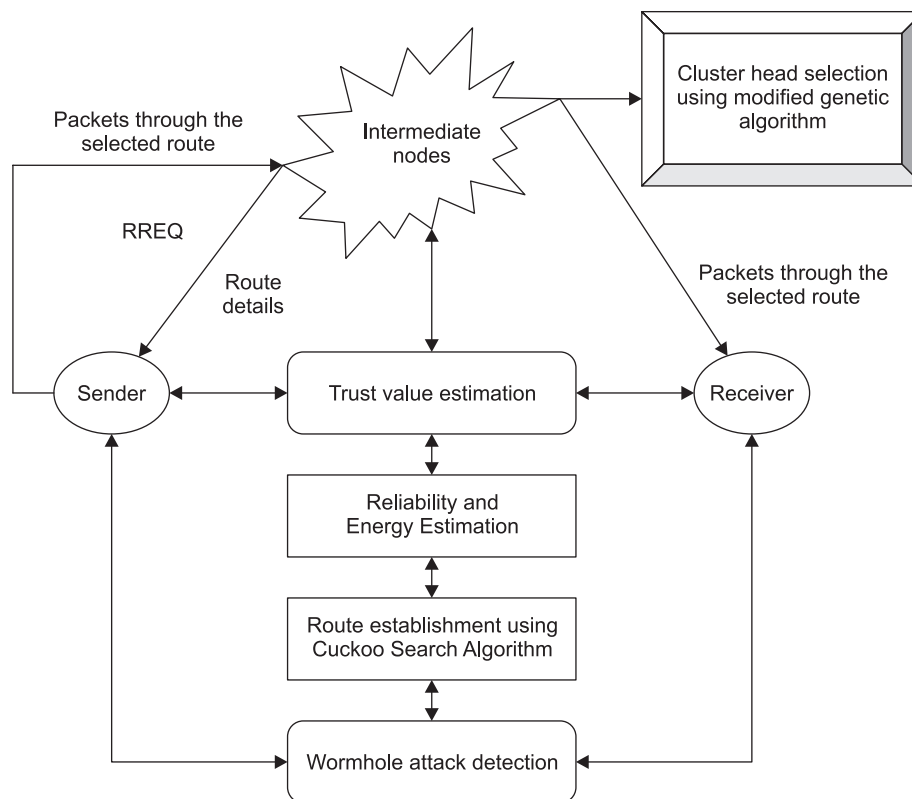 Cluster head selection
using modified genetic
algorithm
Packets through the
selected route
Intermediate
nodes
RREQ
Route
details
Packets through the
selected route
Sender
Trust value estimation
Receiver
Reliability and
Energy Estimation
Route establishment using
Cuckoo Search Algorithm
Wormhole attack detection